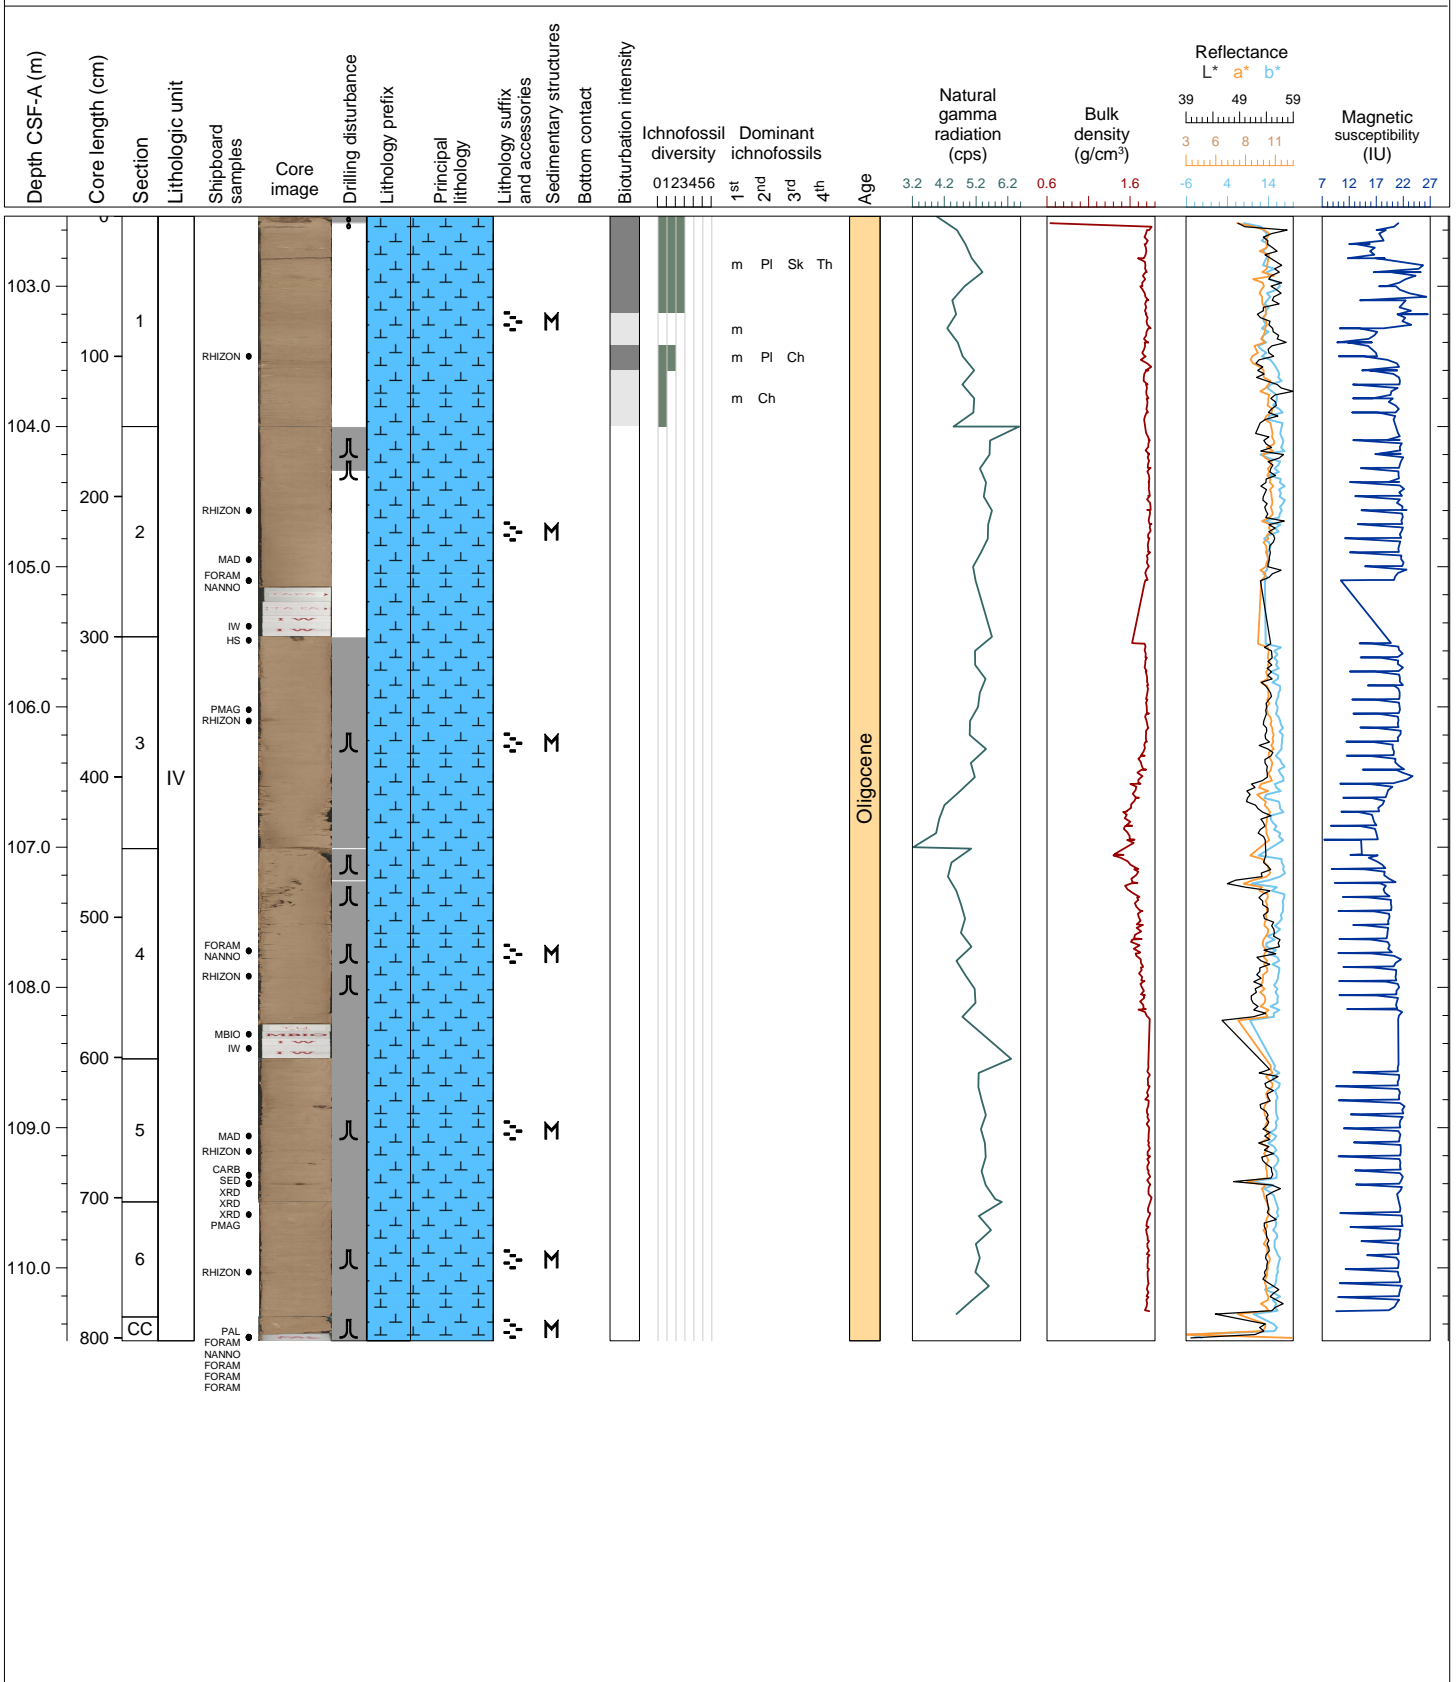 Depth CSF-A (m)
Core length (cm)
Section
Lithologic unit
Shipboard
samples
Core
image
Drilling disturbance
Lithology prefix
Principal
lithology
Lithology suffix
and accessories
Sedimentary structures
Bottom contact
Bioturbation intensity
Ichnofossil
diversity
0123456
Dominant
ichnofossils
1st 2nd 3rd 4th
Age
Natural
gamma
radiation
(cps)
3.2 4.2 5.2 6.2
Bulk
density
(g/cm³)
0.6 1.6
Reflectance
L* a* b*
39 49 59
3 6 8 11
-6 4 14
Magnetic
susceptibility
(IU)
7 12 17 22 27
0
m Pl Sk Th
103.0
1
M
m
100
RHIZON
m Pl Ch
m Ch
104.0
200
RHIZON
2
M
MAD
105.0
FORAM
NANNO
IW
IW
300
HS
106.0
PMAG
RHIZON
3
M
400
IV
Oligocene
107.0
500
FORAM
4
M
NANNO
RHIZON
108.0
MBIO
MBIO
IW
IW
600
109.0
5
M
MAD
RHIZON
CARB
SED
XRD
700
XRD
XRD
PMAG
6
M
110.0
RHIZON
CC
M
800
PAL
FORAM
NANNO
FORAM
FORAM
FORAM